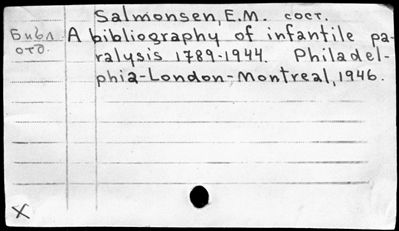 Salmonsen, E.M. сост.
Библ. A bibliography of infantile pa-
отд. ralysis 1789-1944. Philadel-
phia-London-Montreal, 1946.
X